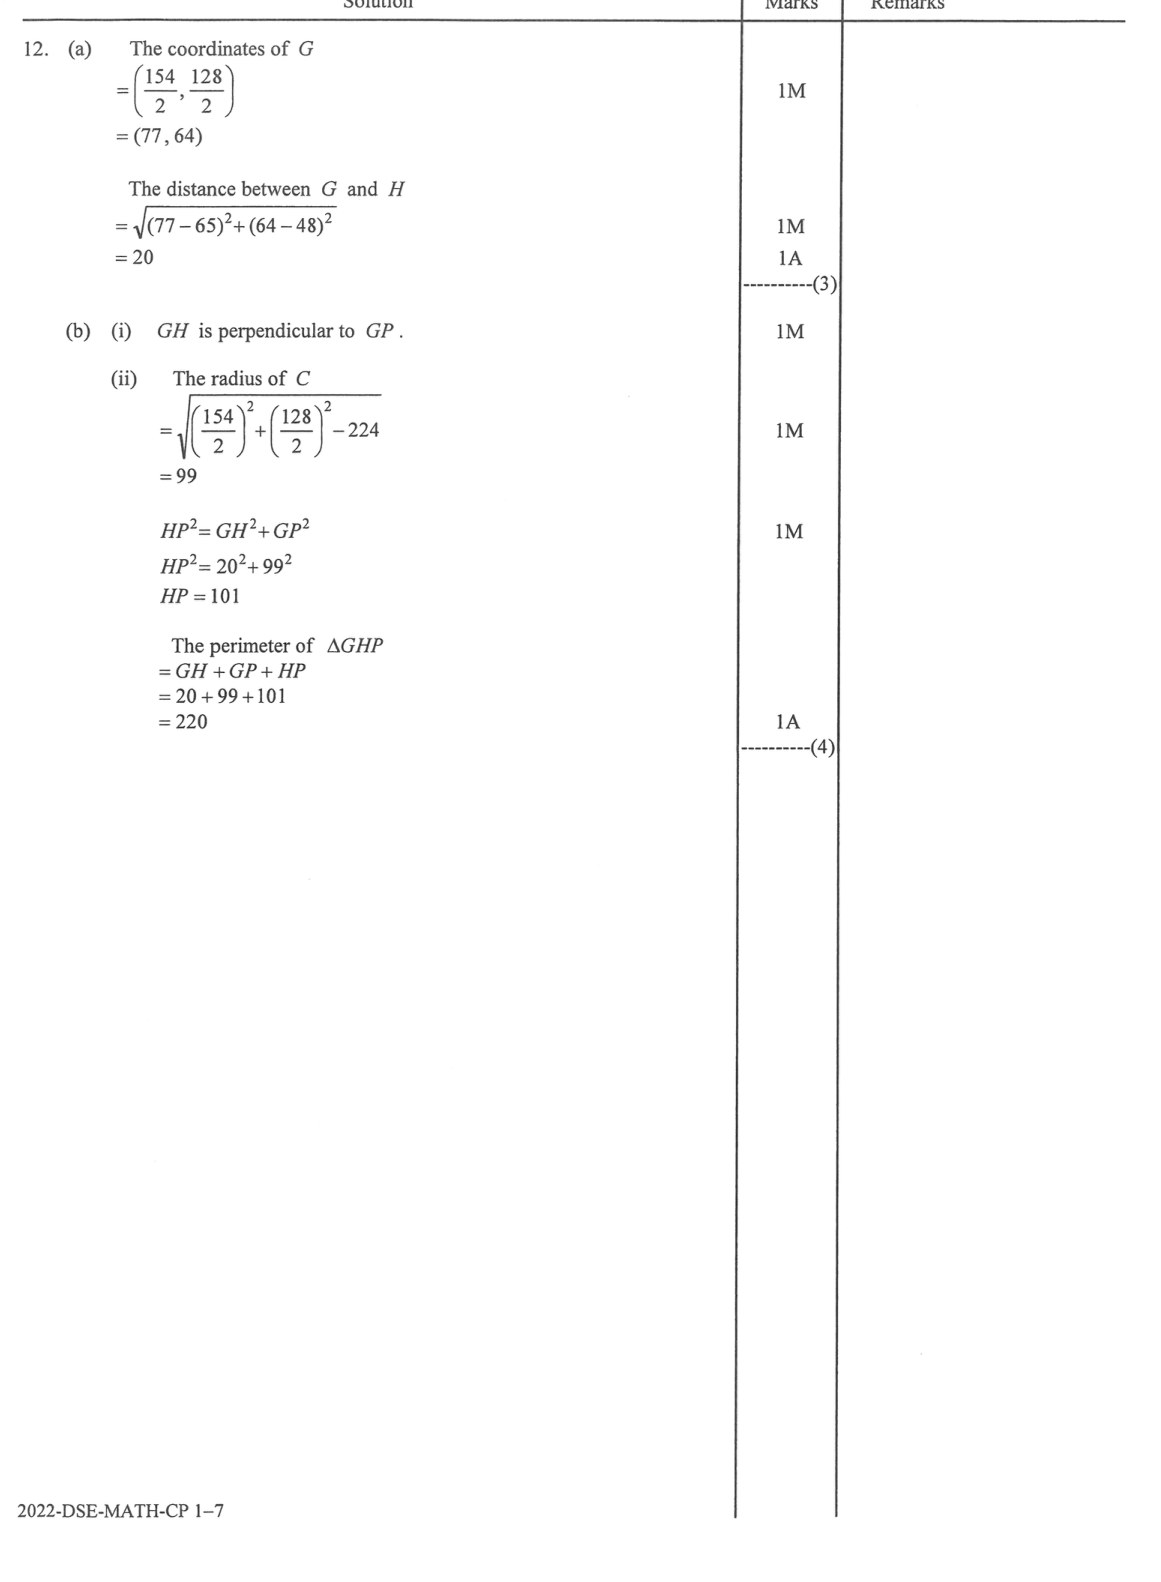 Solution Marks Remarks
12. (a) The coordinates of G
= (154/2, 128/2) 1M
= (77, 64)
The distance between G and H
= √((77 – 65)² + (64 – 48)²) 1M
= 20 1A
----------(3)
(b) (i) GH is perpendicular to GP. 1M
(ii) The radius of C
= √((154/2)² + (128/2)² – 224) 1M
= 99
HP² = GH² + GP² 1M
HP² = 20² + 99²
HP = 101
The perimeter of ΔGHP
= GH + GP + HP
= 20 + 99 + 101
= 220 1A
----------(4)
2022-DSE-MATH-CP 1–7